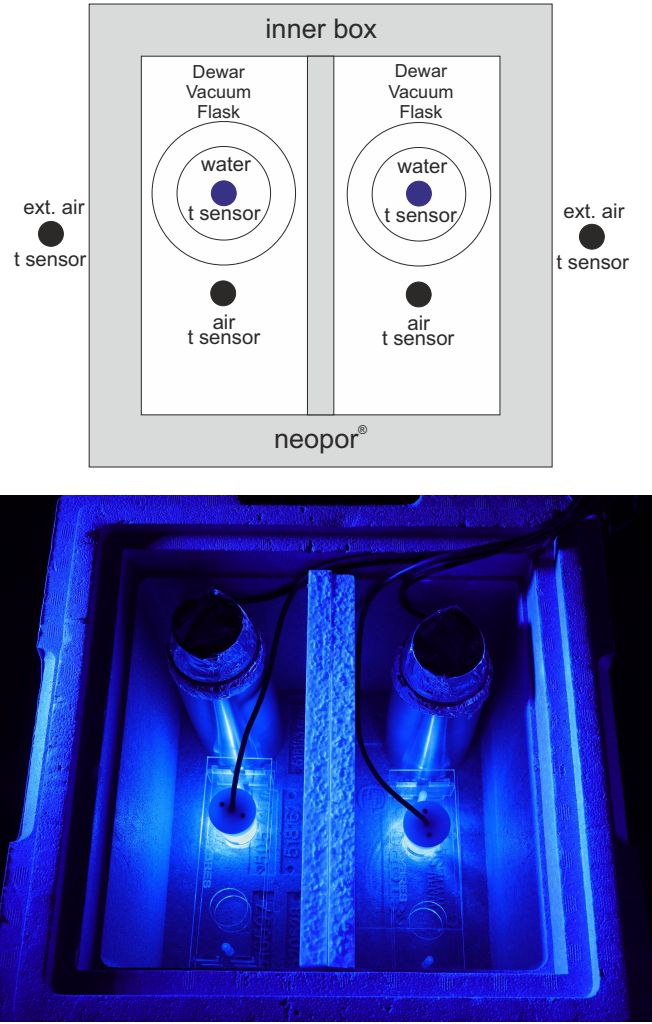 inner box
Dewar
Vacuum
Flask
water
t sensor
air
t sensor
Dewar
Vacuum
Flask
water
t sensor
air
t sensor
ext. air
t sensor
ext. air
t sensor
neopor®